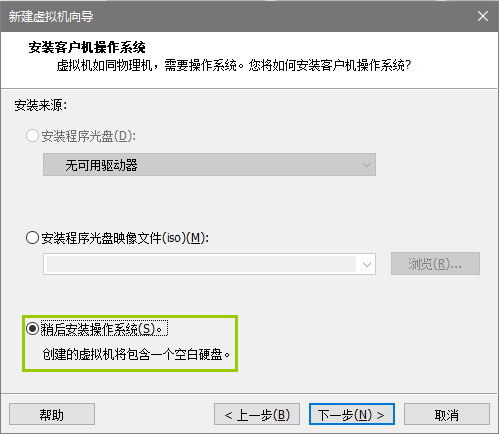 新建虚拟机向导
安装客户机操作系统
虚拟机如同物理机，需要操作系统。您将如何安装客户机操作系统?
安装来源:
安装程序光盘(D):
无可用驱动器
安装程序光盘映像文件(iso)(M):
浏览(R)...
稍后安装操作系统(S)。
创建的虚拟机将包含一个空白硬盘。
帮助
< 上一步(B)
下一步(N) >
取消